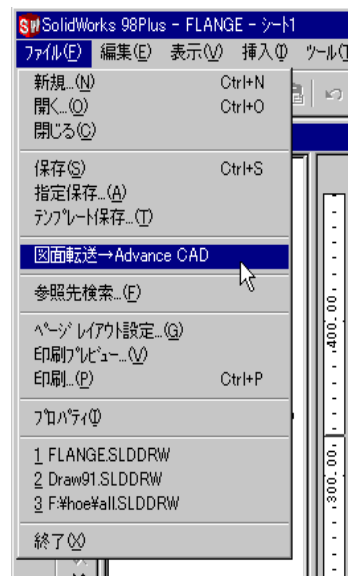 SolidWorks 98Plus - FLANGE - シート1
ファイル(F) 編集(E) 表示(V) 挿入(I) ツール(T
新規...(N) Ctrl+N
開く...(O) Ctrl+O
閉じる(C)
保存(S) Ctrl+S
指定保存...(A)
テンプレート保存...(T)
図面転送→Advance CAD
参照先検索...(F)
ページレイアウト設定...(G)
印刷プレビュー...(V)
印刷...(P) Ctrl+P
プロパティ(I)
1 FLANGE.SLDDRW
2 Draw91.SLDDRW
3 F:¥hoe¥all.SLDDRW
終了(X)
400.00
300.00